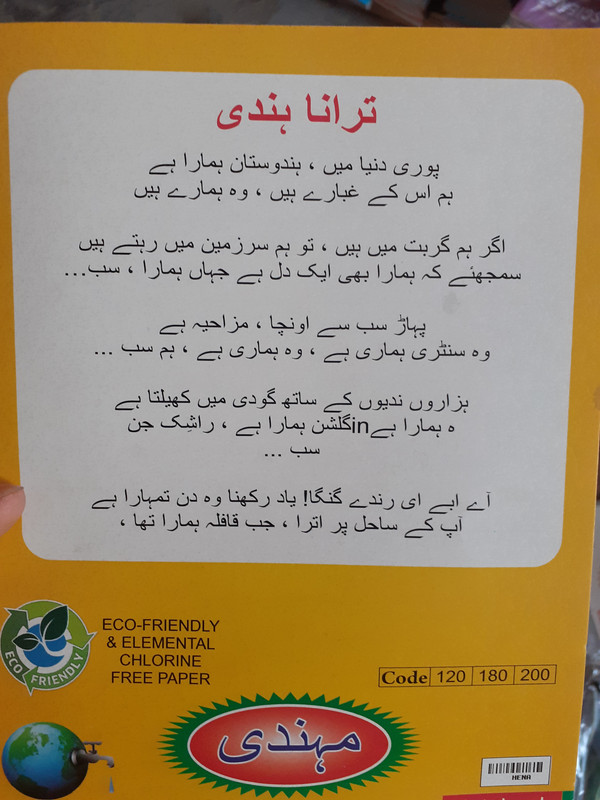 ترانا ہندی
پوری دنیا میں ، ہندوستان ہمارا ہے
ہم اس کے غبارے ہیں ، وہ ہمارے ہیں
اگر ہم گربت میں ہیں ، تو ہم سرزمین میں رہتے ہیں
سمجھئے کہ ہمارا بھی ایک دل ہے جہاں ہمارا ، سب...
پہاڑ سب سے اونچا ، مزاحیہ ہے
وہ سنٹری ہماری ہے ، وہ ہماری ہے ، ہم سب ...
ہزاروں ندیوں کے ساتھ گودی میں کھیلتا ہے
ہ ہمارا ہےinگلشن ہمارا ہے ، راشِک جن
سب ...
آے ابے ای رندے گنگا! یاد رکھنا وہ دن تمہارا ہے
آپ کے ساحل پر اترا ، جب قافلہ ہمارا تھا ،
ECO-FRIENDLY
& ELEMENTAL
CHLORINE
FREE PAPER
ECO FRIENDLY
Code 120 180 200
مہندی
HENA